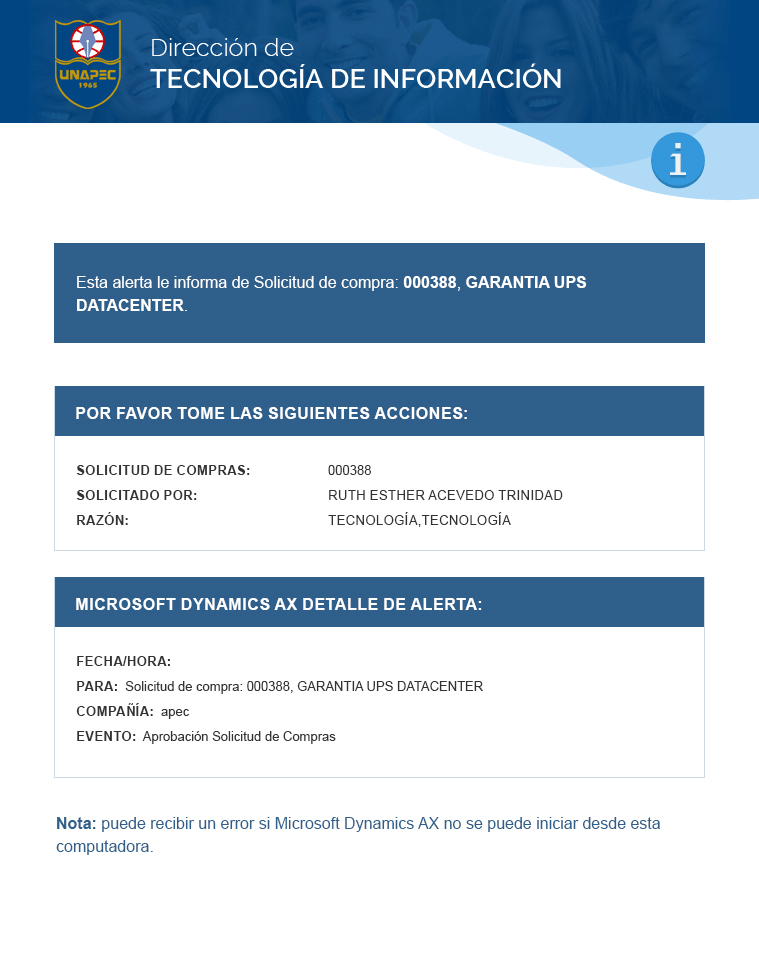 UNAPEC
1965
Dirección de
TECNOLOGÍA DE INFORMACIÓN
i
Esta alerta le informa de Solicitud de compra: 000388, GARANTIA UPS
DATACENTER.
POR FAVOR TOME LAS SIGUIENTES ACCIONES:
SOLICITUD DE COMPRAS: 000388
SOLICITADO POR: RUTH ESTHER ACEVEDO TRINIDAD
RAZÓN: TECNOLOGÍA,TECNOLOGÍA
MICROSOFT DYNAMICS AX DETALLE DE ALERTA:
FECHA/HORA:
PARA: Solicitud de compra: 000388, GARANTIA UPS DATACENTER
COMPAÑÍA: apec
EVENTO: Aprobación Solicitud de Compras
Nota: puede recibir un error si Microsoft Dynamics AX no se puede iniciar desde esta
computadora.